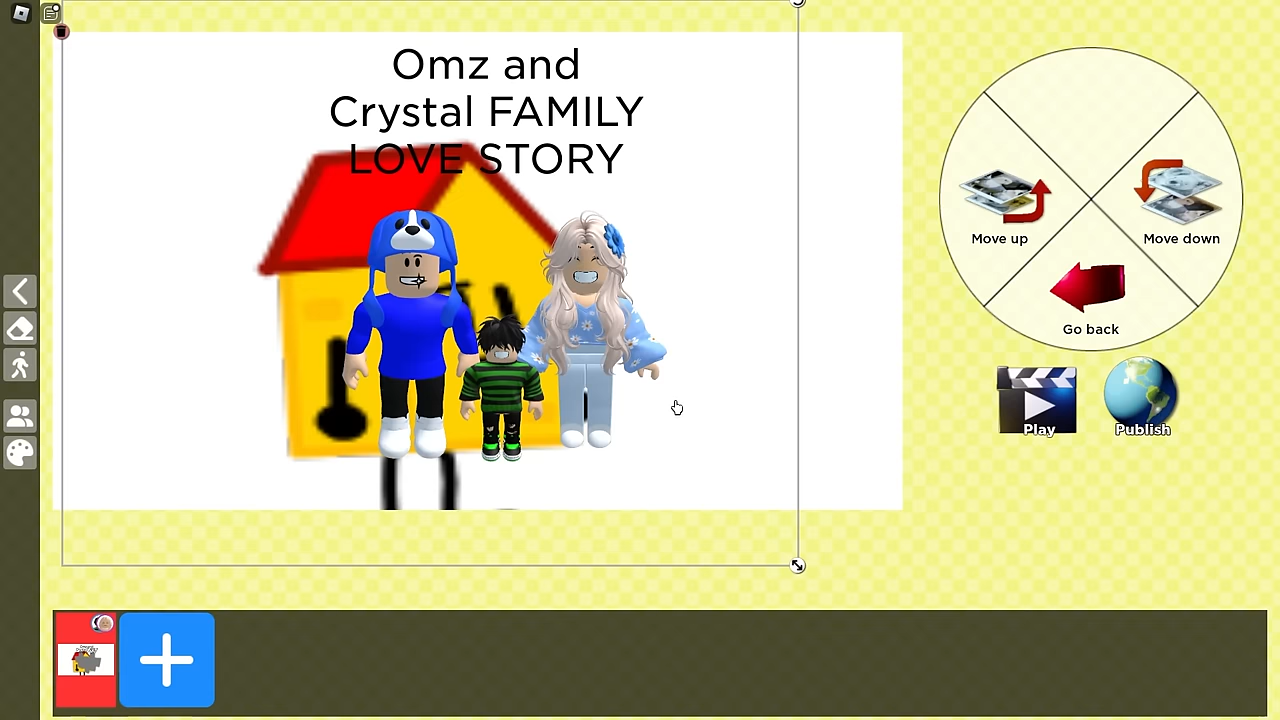 Omz and
Crystal FAMILY
LOVE STORY
Move up
Move down
Go back
Play
Publish